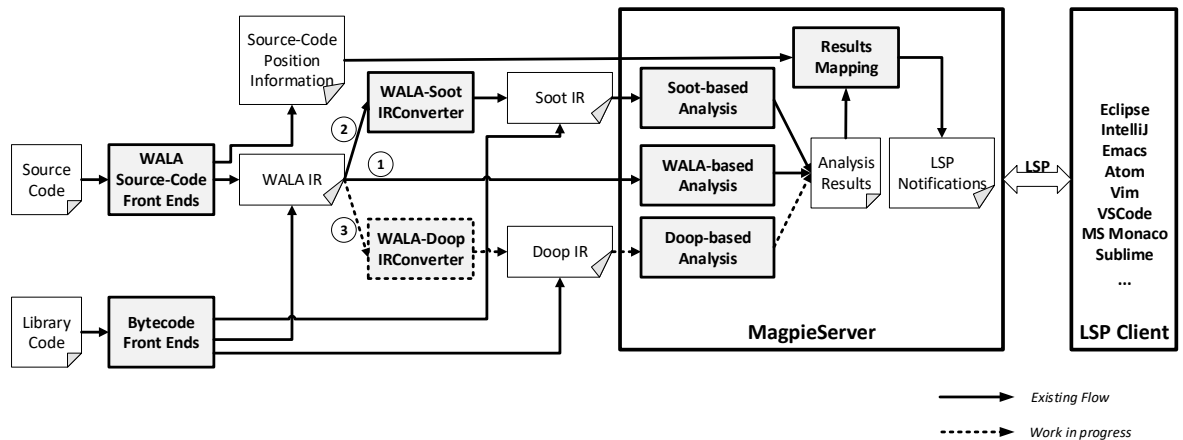 Source-Code
Position
Information
WALA-Soot
IRConverter
Soot IR
Soot-based
Analysis
Results
Mapping
2
1
3
Source
Code
WALA
Source-Code
Front Ends
WALA IR
WALA-based
Analysis
Analysis
Results
LSP
Notifications
LSP
Eclipse
IntelliJ
Emacs
Atom
Vim
VSCode
MS Monaco
Sublime
...
WALA-Doop
IRConverter
Doop IR
Doop-based
Analysis
Library
Code
Bytecode
Front Ends
MagpieServer
LSP Client
Existing Flow
Work in progress